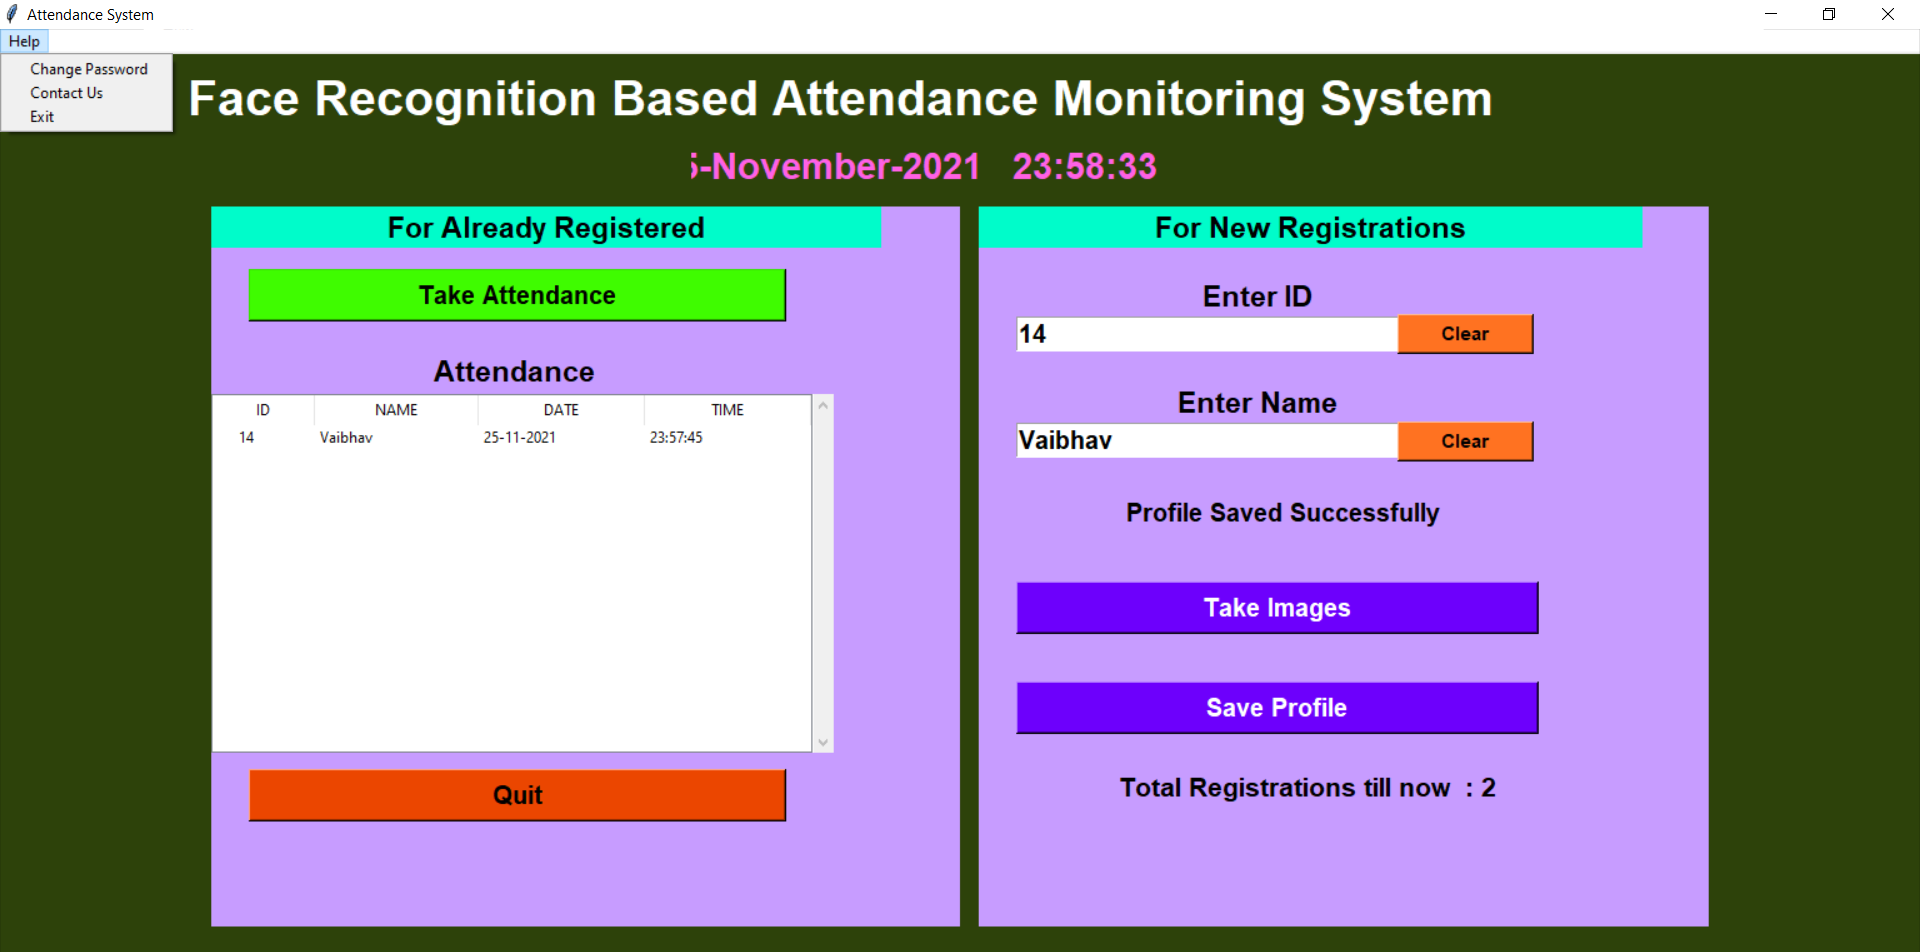 Attendance System
Help
Change Password
Contact Us
Exit
Face Recognition Based Attendance Monitoring System
-November-2021 23:58:33
For Already Registered
Take Attendance
Attendance
ID NAME DATE TIME
14 Vaibhav 25-11-2021 23:57:45
Quit
For New Registrations
Enter ID
14 Clear
Enter Name
Vaibhav Clear
Profile Saved Successfully
Take Images
Save Profile
Total Registrations till now : 2